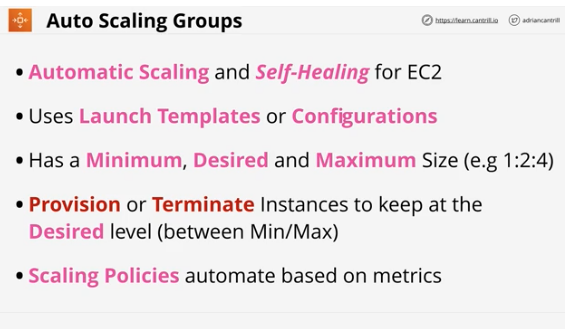 Auto Scaling Groups
https://learn.cantrill.io
adriancantrill
• Automatic Scaling and Self-Healing for EC2
• Uses Launch Templates or Configurations
• Has a Minimum, Desired and Maximum Size (e.g 1:2:4)
• Provision or Terminate Instances to keep at the
Desired level (between Min/Max)
• Scaling Policies automate based on metrics